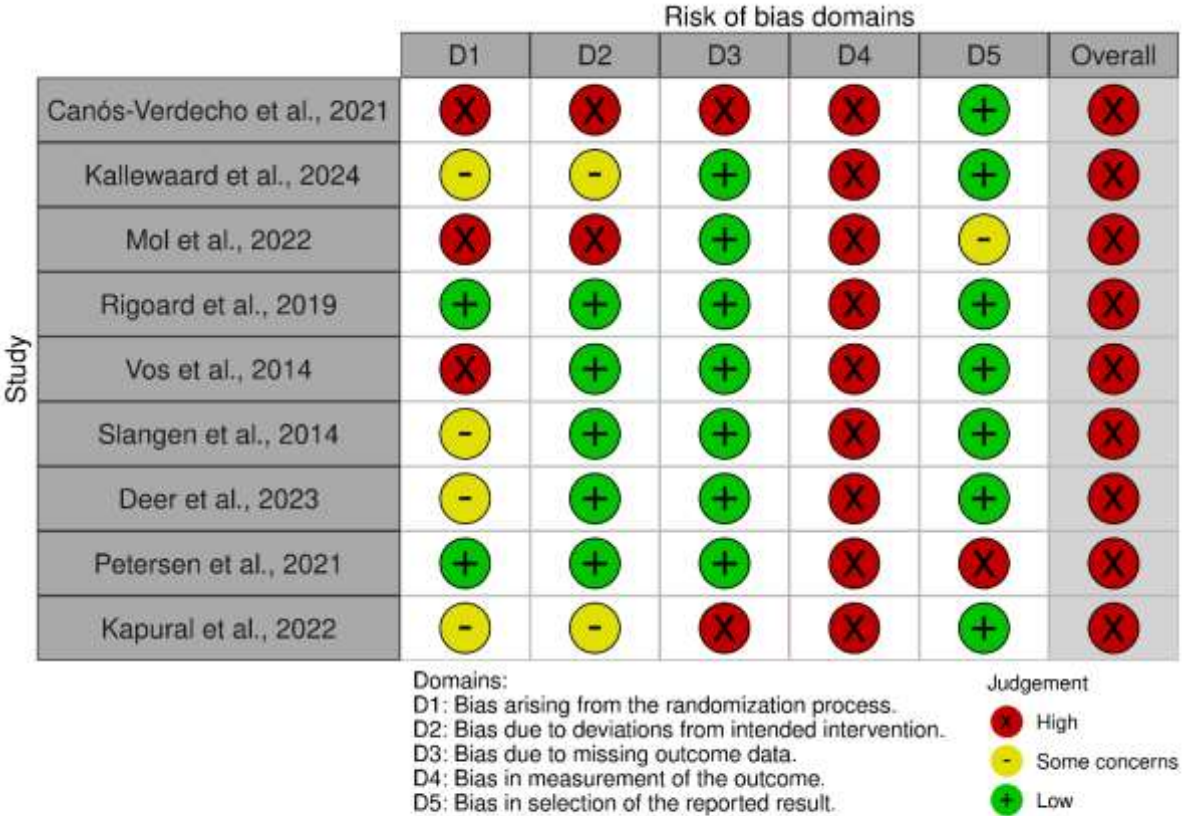 Risk of bias domains
D1 D2 D3 D4 D5 Overall
Study
Canós-Verdecho et al., 2021 X X X X + X
Kallewaard et al., 2024 - - + X + X
Mol et al., 2022 X X + X - X
Rigoard et al., 2019 + + + X + X
Vos et al., 2014 X + + X + X
Slangen et al., 2014 - + + X + X
Deer et al., 2023 - + + X + X
Petersen et al., 2021 + + + X X X
Kapural et al., 2022 - - X X + X
Domains:
D1: Bias arising from the randomization process.
D2: Bias due to deviations from intended intervention.
D3: Bias due to missing outcome data.
D4: Bias in measurement of the outcome.
D5: Bias in selection of the reported result.
Judgement
X High
- Some concerns
+ Low